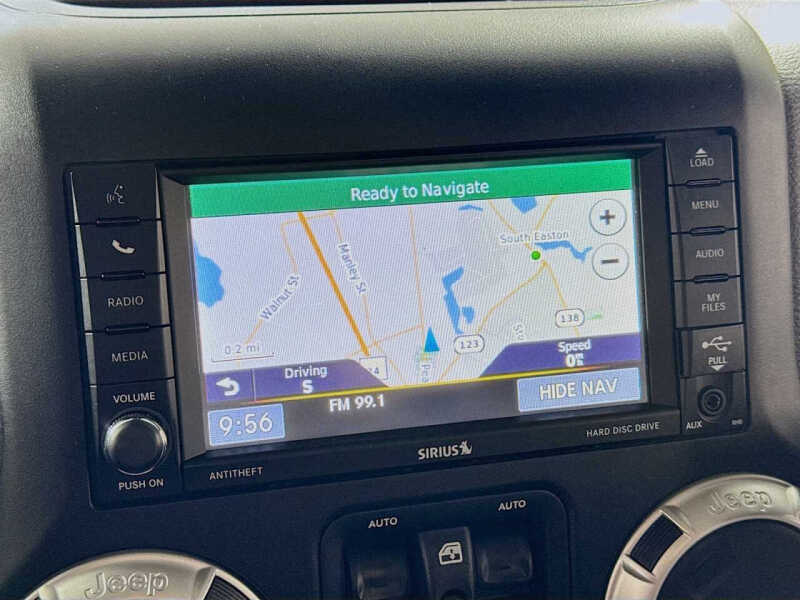 Ready to Navigate
LOAD
MENU
AUDIO
MY
FILES
PULL
AUX
RADIO
MEDIA
VOLUME
PUSH ON
South Easton
Manley St
Walnut St
138
123
0.2 mi
Driving
S
Speed
0
FM 99.1
9:56
HIDE NAV
SIRIUS
HARD DISC DRIVE
ANTITHEFT
AUTO
AUTO
Jeep
Jeep